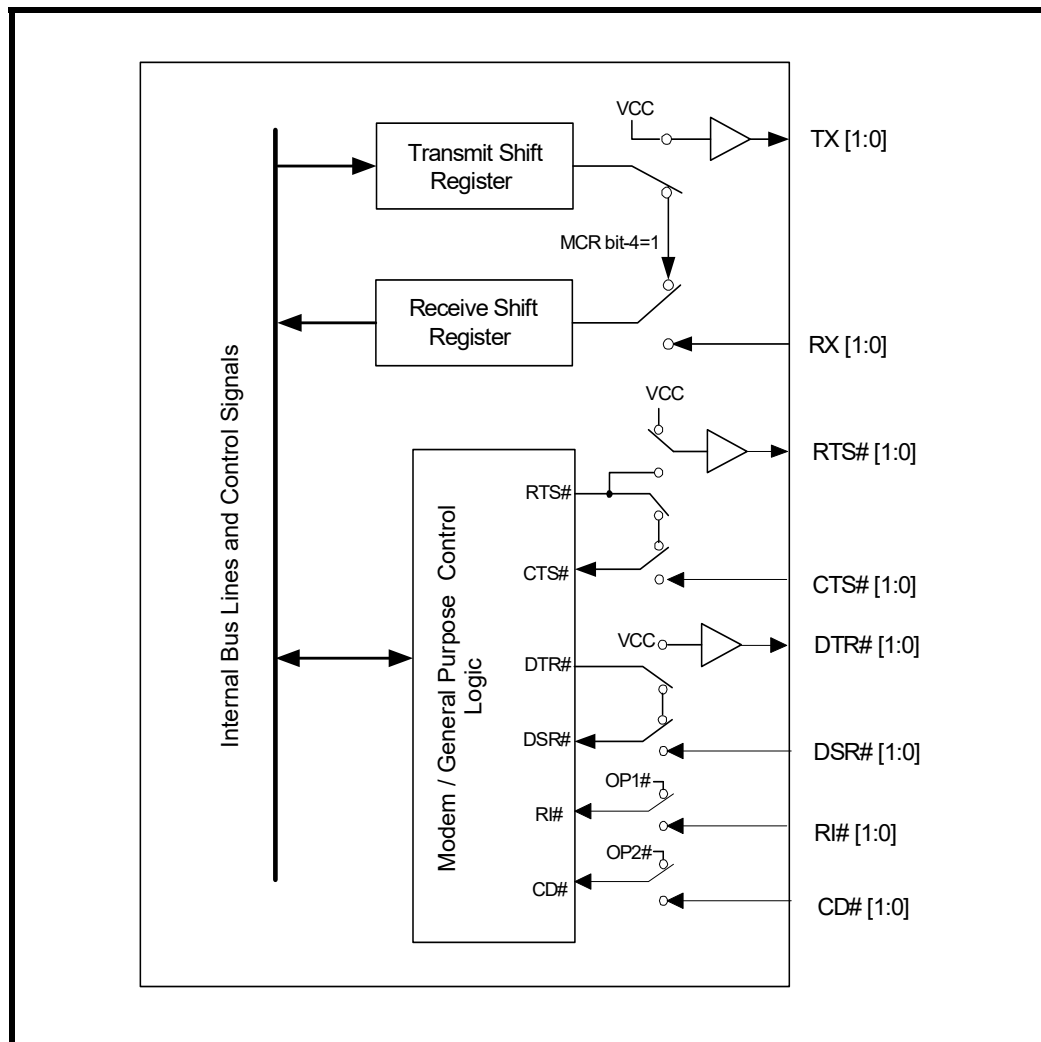 VCC
TX [1:0]
Transmit Shift
Register
MCR bit-4=1
Receive Shift
Register
RX [1:0]
Internal Bus Lines and Control Signals
VCC
RTS# [1:0]
Modem / General Purpose Control
Logic
RTS#
CTS#
CTS# [1:0]
VCC
DTR# [1:0]
DTR#
DSR#
DSR# [1:0]
OP1#
RI#
RI# [1:0]
OP2#
CD#
CD# [1:0]